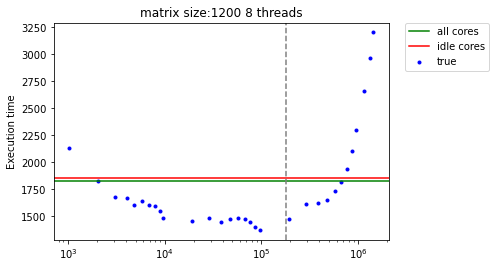 matrix size:1200 8 threads
all cores
idle cores
true
Execution time
3250
3000
2750
2500
2250
2000
1750
1500
10³
10⁴
10⁵
10⁶